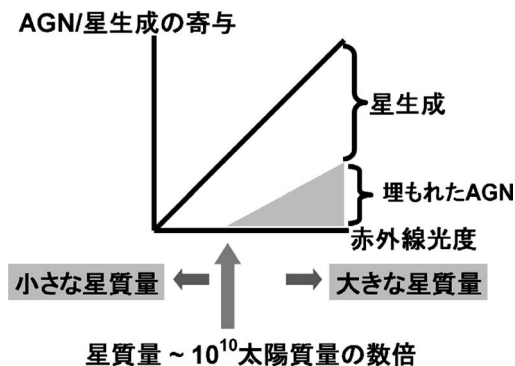 AGN/星生成の寄与
星生成
埋もれたAGN
赤外線光度
小さな星質量
大きな星質量
星質量 ~ 10¹⁰太陽質量の数倍